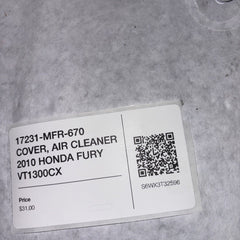 17231-MFR-670
COVER, AIR CLEANER
2010 HONDA FURY
VT1300CX
Price
$31.00
S6WX3T32596